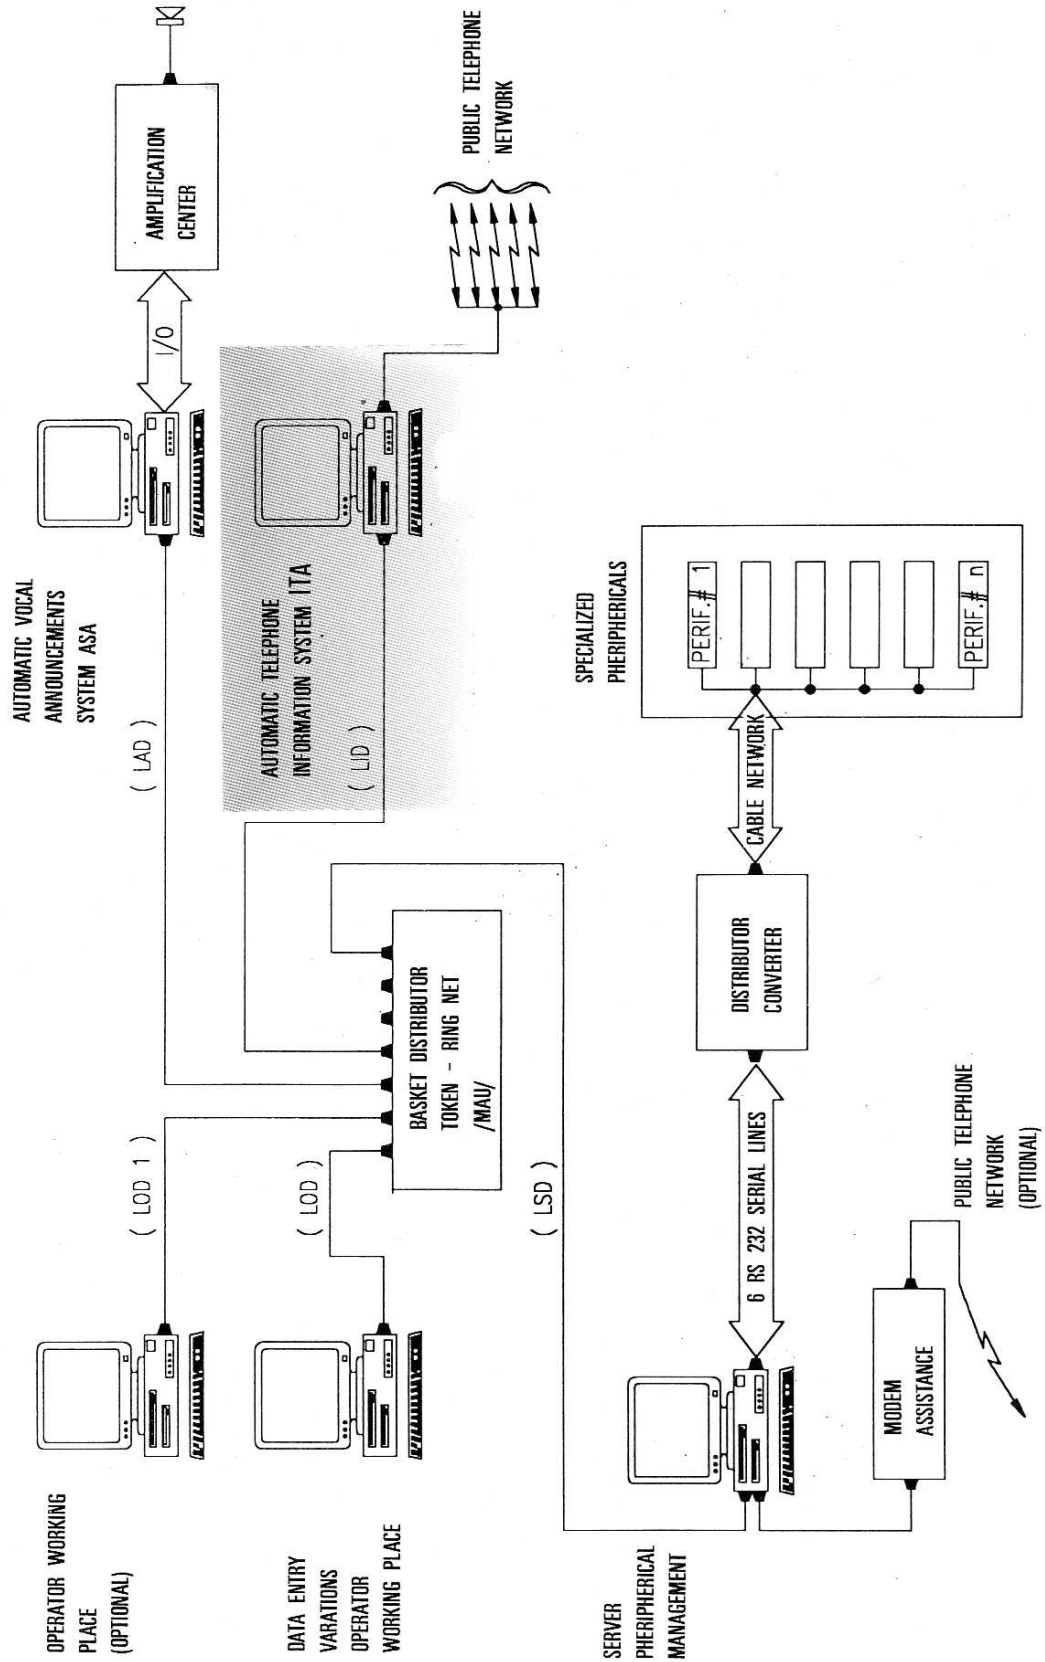 OPERATOR WORKING
PLACE
(OPTIONAL)
( LOD 1 )
AUTOMATIC VOCAL
ANNOUNCEMENTS
SYSTEM ASA
( LAD )
I/O
AMPLIFICATION
CENTER
DATA ENTRY
VARATIONS
OPERATOR
WORKING PLACE
( LOD )
BASKET DISTRIBUTOR
TOKEN - RING NET
/MAU/
AUTOMATIC TELEPHONE
INFORMATION SYSTEM ITA
( LID )
PUBLIC TELEPHONE
NETWORK
( LSD )
SERVER
PHERIPHERICAL
MANAGEMENT
6 RS 232 SERIAL LINES
DISTRIBUTOR
CONVERTER
CABLE NETWORK
SPECIALIZED
PHERIPHERICALS
PERIF.# 1
PERIF.# n
MODEM
ASSISTANCE
PUBLIC TELEPHONE
NETWORK
(OPTIONAL)